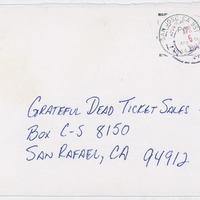 GRATEFUL DEAD TICKET SALES -
BOX C-S 8150
SAN RAFAEL, CA 94912